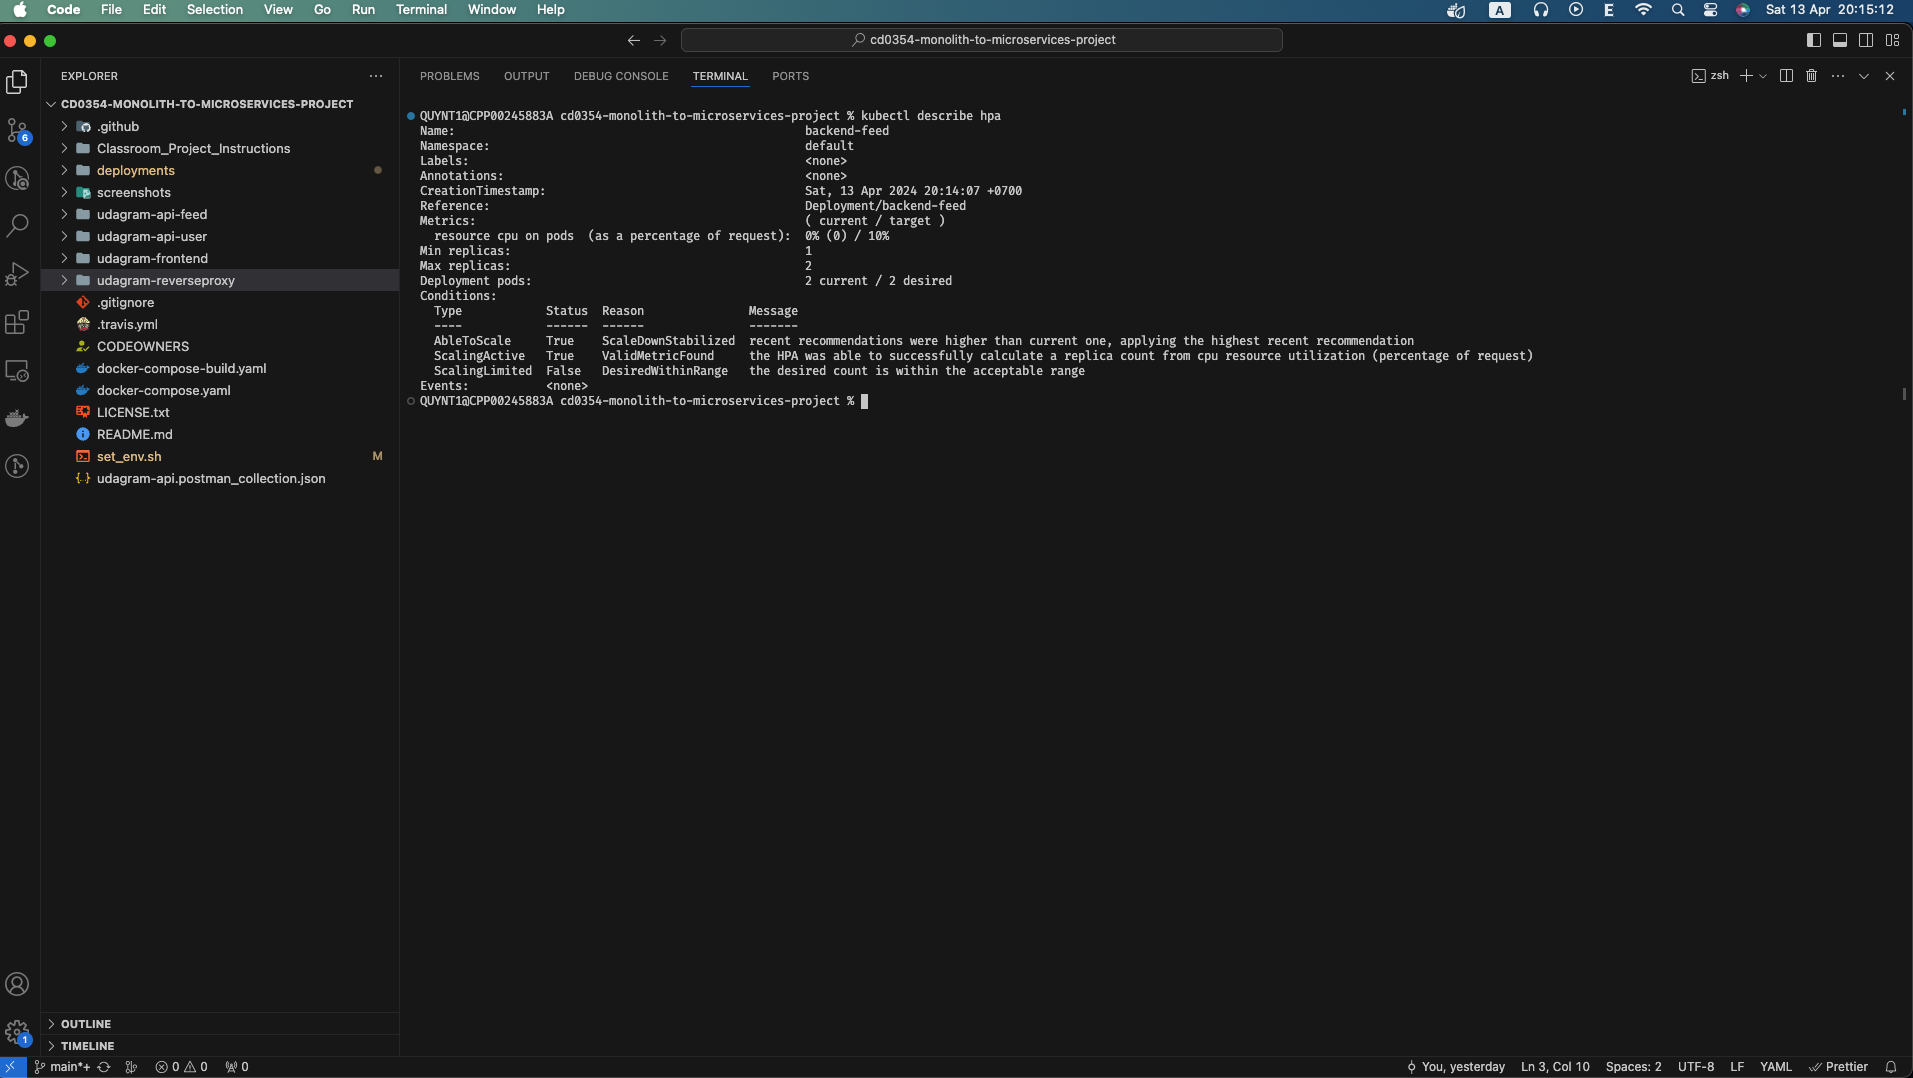 Code File Edit Selection View Go Run Terminal Window Help A E Sat 13 Apr 20:15:12
cd0354-monolith-to-microservices-project
EXPLORER
PROBLEMS OUTPUT DEBUG CONSOLE TERMINAL PORTS zsh
CD0354-MONOLITH-TO-MICROSERVICES-PROJECT
.github
Classroom_Project_Instructions
deployments
screenshots
udagram-api-feed
udagram-api-user
udagram-frontend
udagram-reverseproxy
.gitignore
.travis.yml
CODEOWNERS
docker-compose-build.yaml
docker-compose.yaml
LICENSE.txt
README.md
set_env.sh M
udagram-api.postman_collection.json
6
QUYNT1@CPP00245883A cd0354-monolith-to-microservices-project % kubectl describe hpa
Name: backend-feed
Namespace: default
Labels: <none>
Annotations: <none>
CreationTimestamp: Sat, 13 Apr 2024 20:14:07 +0700
Reference: Deployment/backend-feed
Metrics: ( current / target )
resource cpu on pods (as a percentage of request): 0% (0) / 10%
Min replicas: 1
Max replicas: 2
Deployment pods: 2 current / 2 desired
Conditions:
Type Status Reason Message
---- ------ ------ -------
AbleToScale True ScaleDownStabilized recent recommendations were higher than current one, applying the highest recent recommendation
ScalingActive True ValidMetricFound the HPA was able to successfully calculate a replica count from cpu resource utilization (percentage of request)
ScalingLimited False DesiredWithinRange the desired count is within the acceptable range
Events: <none>
QUYNT1@CPP00245883A cd0354-monolith-to-microservices-project %
OUTLINE
1
TIMELINE
main*+ 0 0 0 You, yesterday Ln 3, Col 10 Spaces: 2 UTF-8 LF YAML Prettier